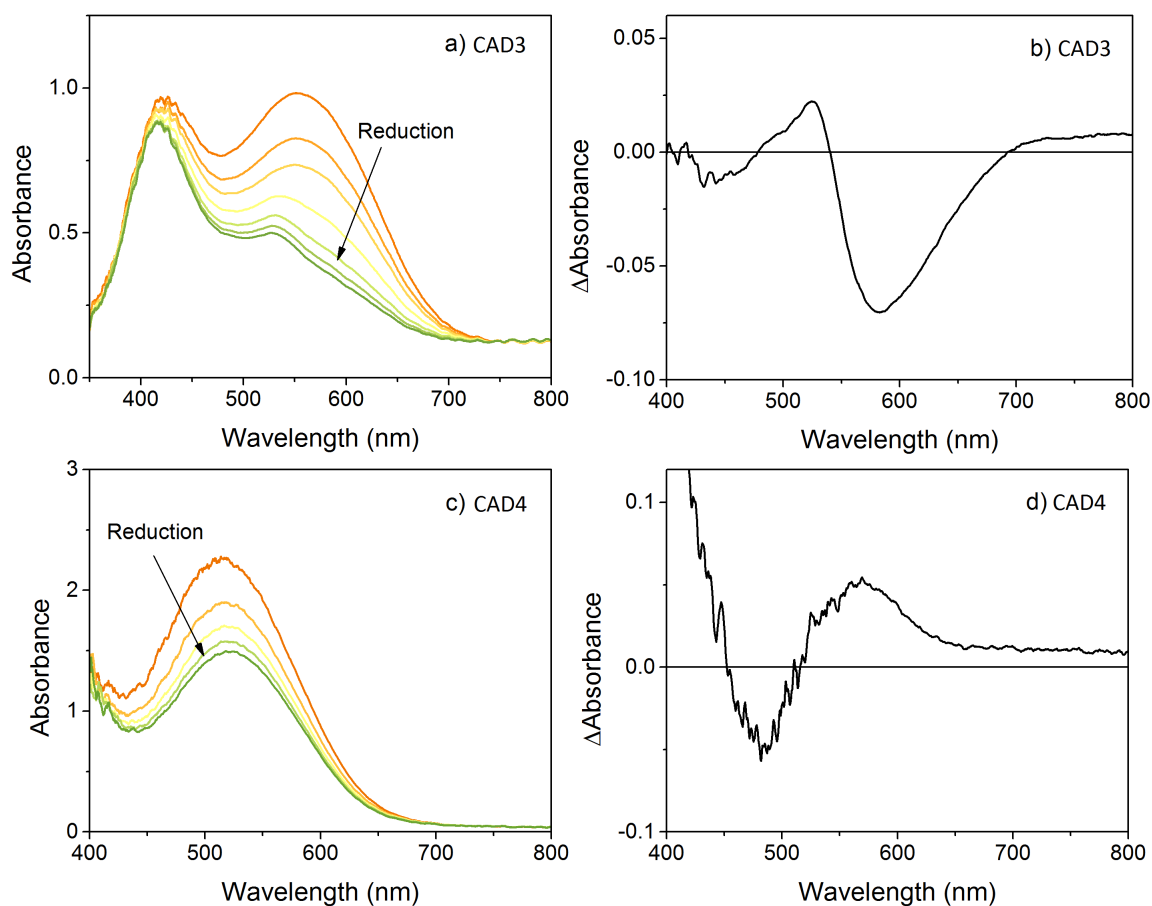 a) CAD3
Reduction
Absorbance
1.0
0.5
0.0
400 500 600 700 800
Wavelength (nm)
b) CAD3
ΔAbsorbance
0.05
0.00
-0.05
-0.10
400 500 600 700 800
Wavelength (nm)
c) CAD4
Reduction
Absorbance
3
2
1
0
400 500 600 700 800
Wavelength (nm)
d) CAD4
ΔAbsorbance
0.1
0.0
-0.1
400 500 600 700 800
Wavelength (nm)